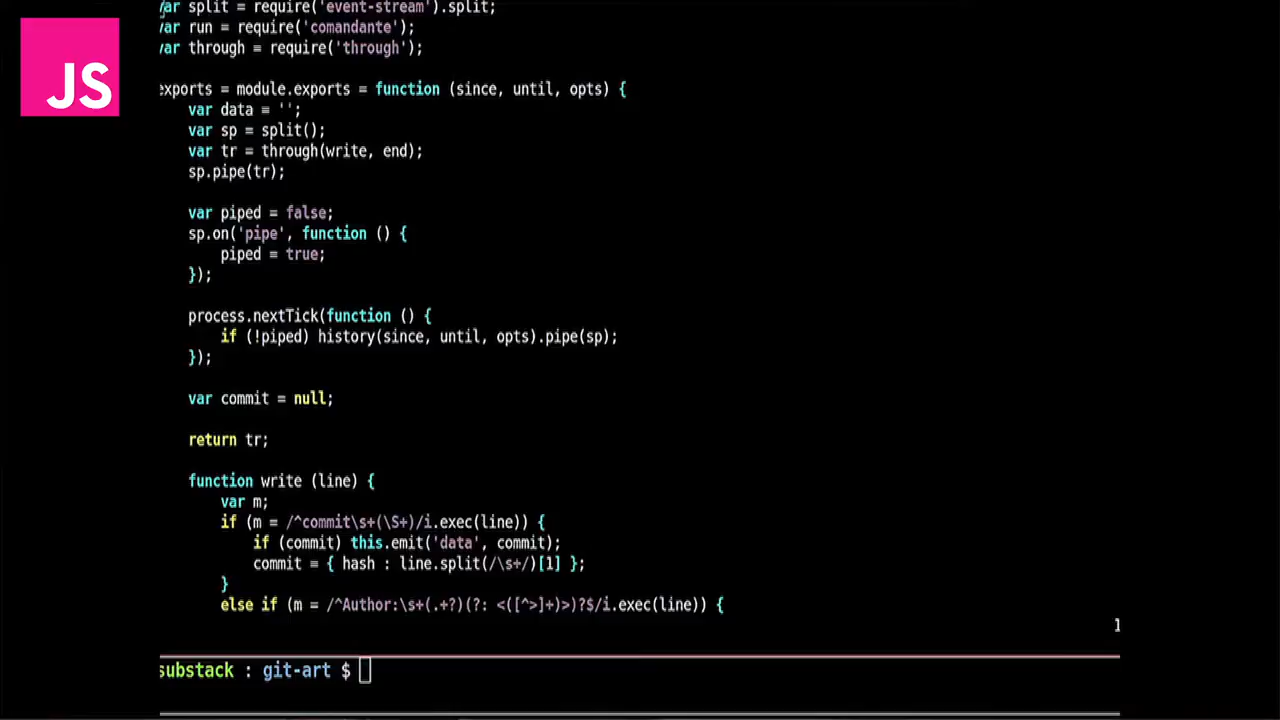 JS
var split = require('event-stream').split;
var run = require('comandante');
var through = require('through');
exports = module.exports = function (since, until, opts) {
var data = '';
var sp = split();
var tr = through(write, end);
sp.pipe(tr);
var piped = false;
sp.on('pipe', function () {
piped = true;
});
process.nextTick(function () {
if (!piped) history(since, until, opts).pipe(sp);
});
var commit = null;
return tr;
function write (line) {
var m;
if (m = /^commit\s+(\S+)/i.exec(line)) {
if (commit) this.emit('data', commit);
commit = { hash : line.split(/\s+/)[1] };
}
else if (m = /^Author:\s+(.+?)(?: <([^>]+)>)?$/i.exec(line)) {
1
substack : git-art $